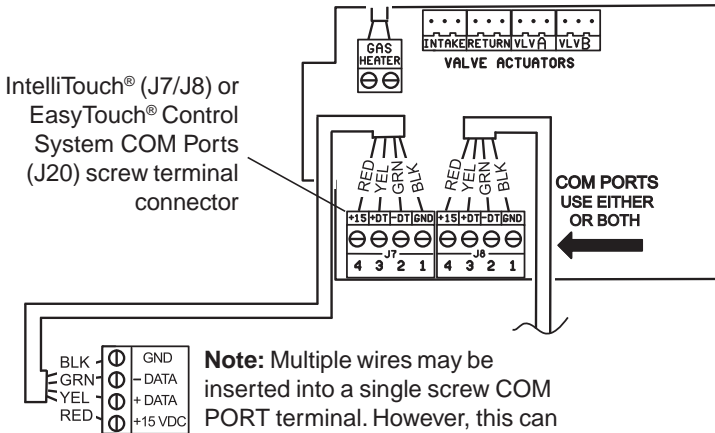 GAS
HEATER
INTAKE RETURN VLVA VLVB
VALVE ACTUATORS
IntelliTouch® (J7/J8) or
EasyTouch® Control
System COM Ports
(J20) screw terminal
connector
RED YEL GRN BLK
RED YEL GRN BLK
COM PORTS
USE EITHER
OR BOTH
+15 +DT -DT GND
+15 +DT -DT GND
J7
J8
4 3 2 1
4 3 2 1
BLK GND
GRN - DATA
YEL + DATA
RED +15 VDC
Note: Multiple wires may be
inserted into a single screw COM
PORT terminal. However, this can